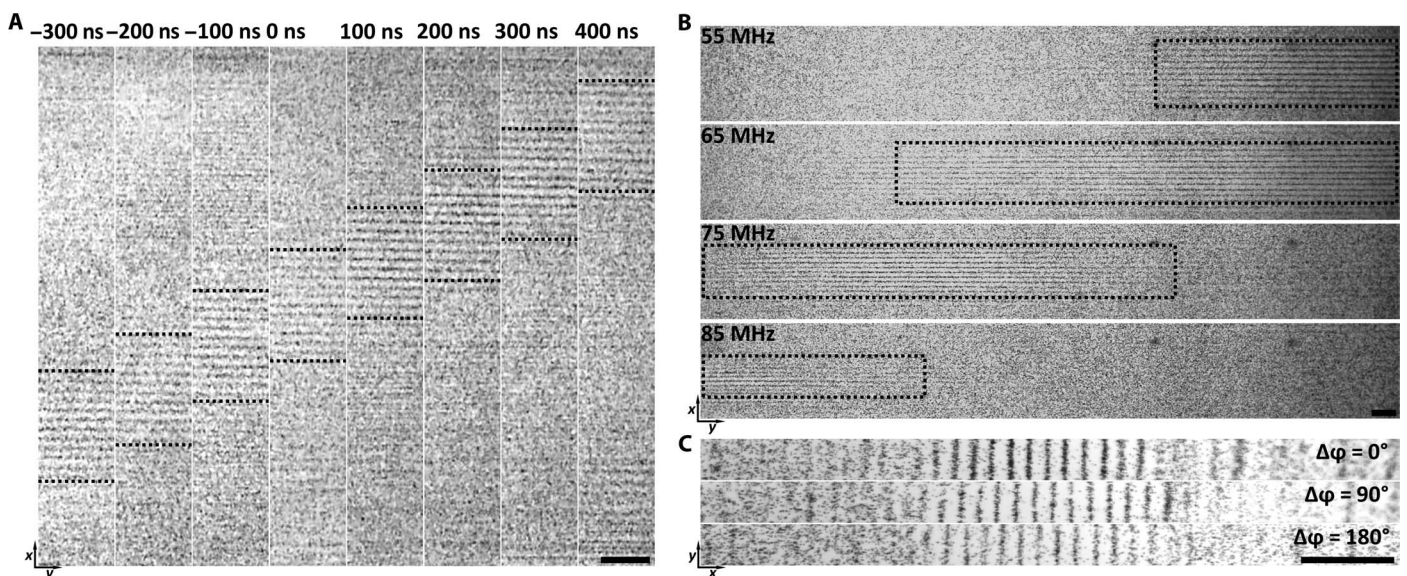 A
−300 ns −200 ns −100 ns 0 ns 100 ns 200 ns 300 ns 400 ns
x
y
B
55 MHz
65 MHz
75 MHz
85 MHz
x
y
C
Δφ = 0°
Δφ = 90°
Δφ = 180°
y
x